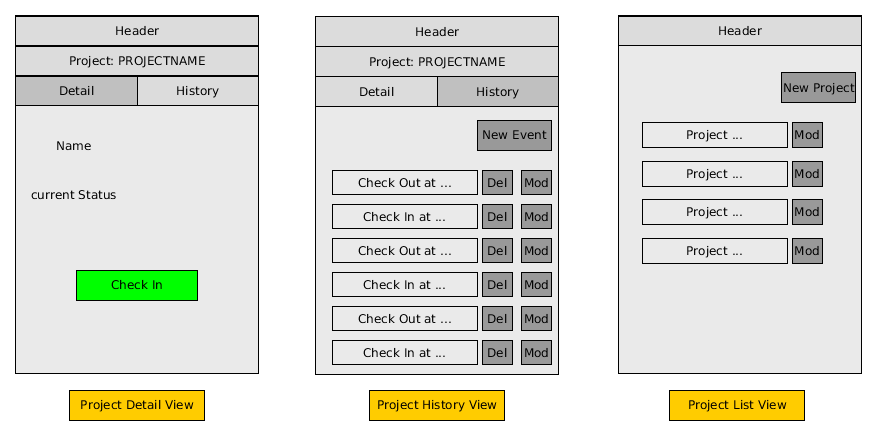 Header
Project: PROJECTNAME
Detail History
Name
current Status
Check In
Project Detail View
Header
Project: PROJECTNAME
Detail History
New Event
Check Out at ... Del Mod
Check In at ... Del Mod
Check Out at ... Del Mod
Check In at ... Del Mod
Check Out at ... Del Mod
Check In at ... Del Mod
Project History View
Header
New Project
Project ... Mod
Project ... Mod
Project ... Mod
Project ... Mod
Project List View